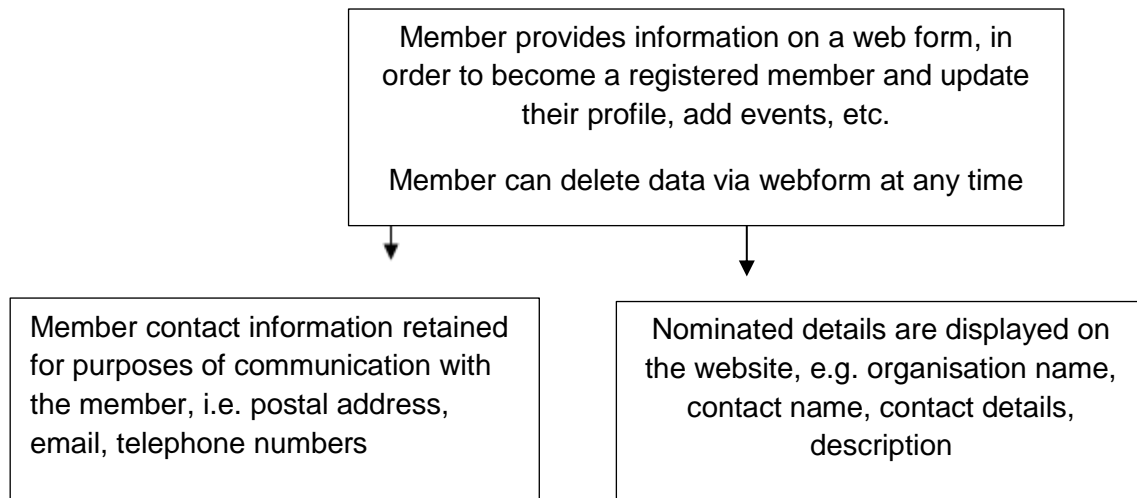 Member provides information on a web form, in
order to become a registered member and update
their profile, add events, etc.
Member can delete data via webform at any time
Member contact information retained
for purposes of communication with
the member, i.e. postal address,
email, telephone numbers
Nominated details are displayed on
the website, e.g. organisation name,
contact name, contact details,
description